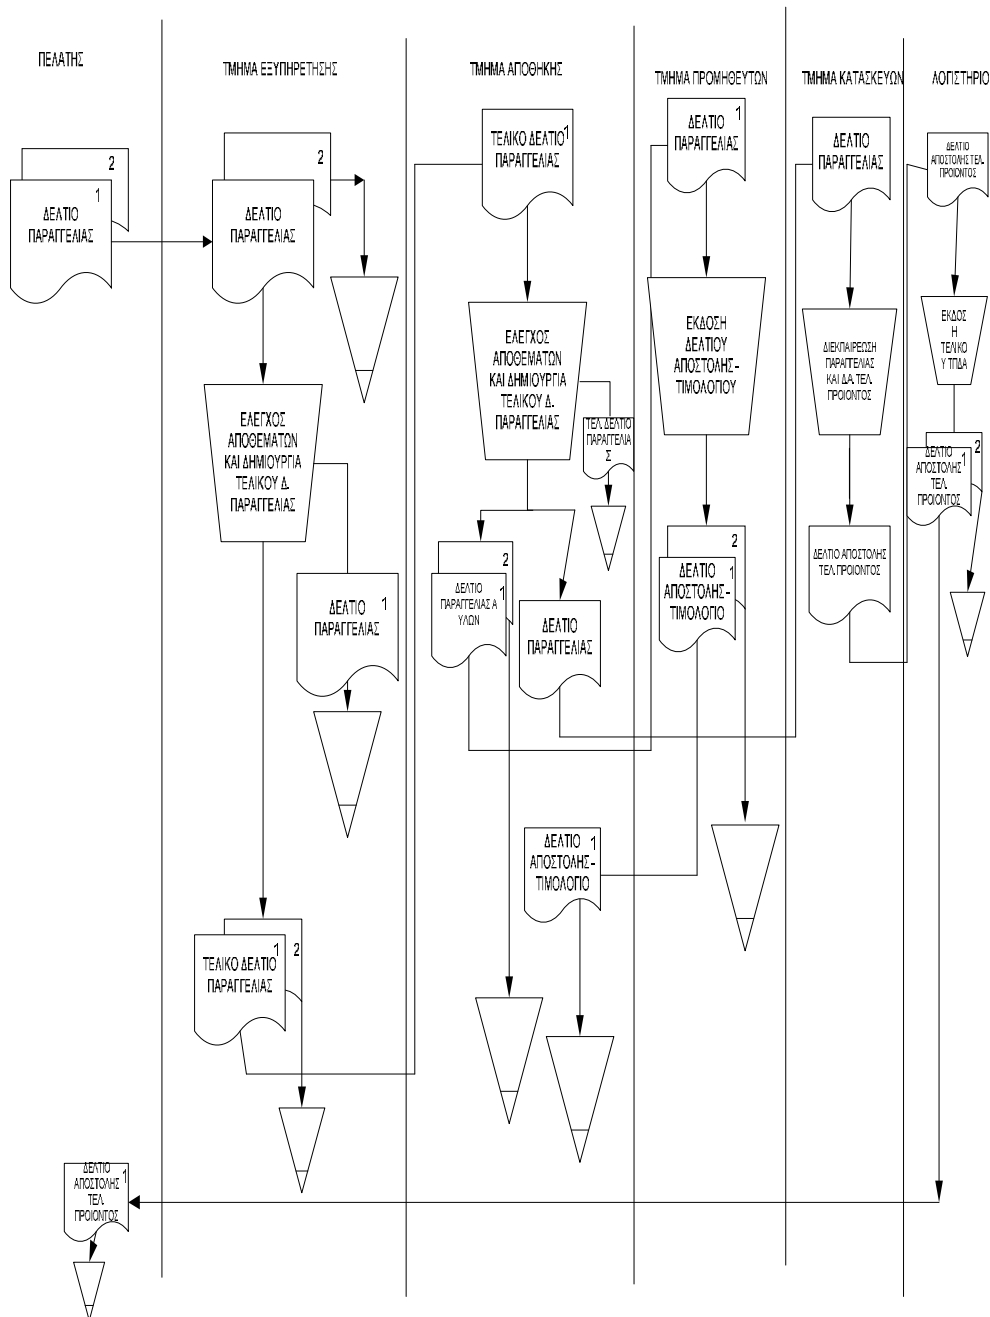 ΠΕΛΑΤΗΣ
ΤΜΗΜΑ ΕΞΥΠΗΡΕΤΗΣΗΣ
ΤΜΗΜΑ ΑΠΟΘΗΚΗΣ
ΤΜΗΜΑ ΠΡΟΜΗΘΕΥΤΩΝ
ΤΜΗΜΑ ΚΑΤΑΣΚΕΥΩΝ
ΛΟΓΙΣΤΗΡΙΟ
2
1
ΔΕΛΤΙΟ
ΠΑΡΑΓΓΕΛΙΑΣ
2
ΔΕΛΤΙΟ
ΠΑΡΑΓΓΕΛΙΑΣ
ΕΛΕΓΧΟΣ
ΑΠΟΘΕΜΑΤΩΝ
ΚΑΙ ΔΗΜΙΟΥΡΓΙΑ
ΤΕΛΙΚΟΥ Δ.
ΠΑΡΑΓΓΕΛΙΑΣ
ΔΕΛΤΙΟ 1
ΠΑΡΑΓΓΕΛΙΑΣ
1 2
ΤΕΛΙΚΟ ΔΕΛΤΙΟ
ΠΑΡΑΓΓΕΛΙΑΣ
1
ΤΕΛΙΚΟ ΔΕΛΤΙΟ
ΠΑΡΑΓΓΕΛΙΑΣ
ΕΛΕΓΧΟΣ
ΑΠΟΘΕΜΑΤΩΝ
ΚΑΙ ΔΗΜΙΟΥΡΓΙΑ
ΤΕΛΙΚΟΥ Δ.
ΠΑΡΑΓΓΕΛΙΑΣ
ΤΕΛ. ΔΕΛΤΙΟ
ΠΑΡΑΓΓΕΛΙΑ
Σ
2
ΔΕΛΤΙΟ 1
ΠΑΡΑΓΓΕΛΙΑΣ Α
ΥΛΩΝ
ΔΕΛΤΙΟ
ΠΑΡΑΓΓΕΛΙΑΣ
ΔΕΛΤΙΟ 1
ΑΠΟΣΤΟΛΗΣ-
ΤΙΜΟΛΟΓΙΟ
1
ΔΕΛΤΙΟ
ΠΑΡΑΓΓΕΛΙΑΣ
ΕΚΔΟΣΗ
ΔΕΛΤΙΟΥ
ΑΠΟΣΤΟΛΗΣ-
ΤΙΜΟΛΟΓΙΟΥ
2
ΔΕΛΤΙΟ 1
ΑΠΟΣΤΟΛΗΣ-
ΤΙΜΟΛΟΓΙΟ
ΔΕΛΤΙΟ
ΠΑΡΑΓΓΕΛΙΑΣ
ΔΙΕΚΠΑΙΡΕΩΣΗ
ΠΑΡΑΓΓΕΛΙΑΣ
ΚΑΙ Δ.Α. ΤΕΛ.
ΠΡΟΙΟΝΤΟΣ
ΔΕΛΤΙΟ ΑΠΟΣΤΟΛΗΣ
ΤΕΛ. ΠΡΟΙΟΝΤΟΣ
ΔΕΛΤΙΟ
ΑΠΟΣΤΟΛΗΣ ΤΕΛ.
ΠΡΟΙΟΝΤΟΣ
ΕΚΔΟΣ
Η
ΤΕΛΙΚΟ
Υ ΤΠΔΑ
2
ΔΕΛΤΙΟ 1
ΑΠΟΣΤΟΛΗΣ
ΤΕΛ.
ΠΡΟΙΟΝΤΟΣ
ΔΕΛΤΙΟ 1
ΑΠΟΣΤΟΛΗΣ
ΤΕΛ.
ΠΡΟΙΟΝΤΟΣ